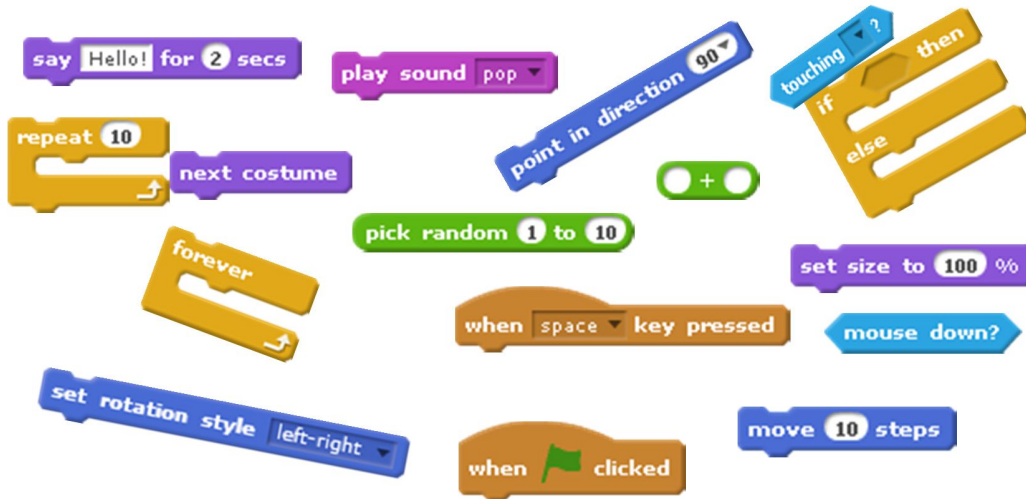 say Hello! for 2 secs
play sound pop
point in direction 90
touching ?
if then
else
repeat 10
next costume
+
pick random 1 to 10
forever
set size to 100 %
when space key pressed
mouse down?
set rotation style left-right
when clicked
move 10 steps